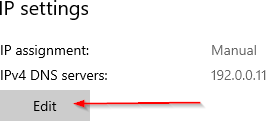 IP settings
IP assignment: Manual
IPv4 DNS servers: 192.0.0.11
Edit